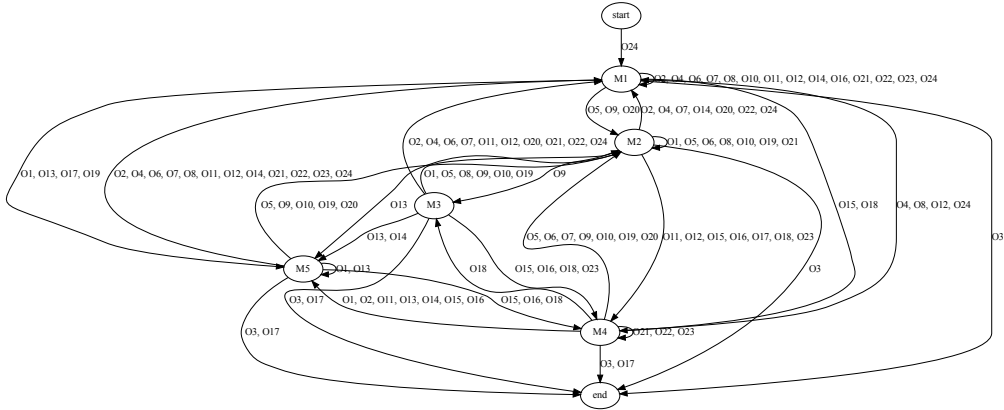 start
O24
M1
O2, O4, O6, O7, O8, O10, O11, O12, O14, O16, O21, O22, O23, O24
O5, O9, O20
O2, O4, O7, O14, O20, O22, O24
M2
O1, O5, O6, O8, O10, O19, O21
O2, O4, O6, O7, O11, O12, O20, O21, O22, O24
O1, O13, O17, O19
O2, O4, O6, O7, O8, O11, O12, O14, O21, O22, O23, O24
O1, O5, O8, O9, O10, O19
O9
O5, O9, O10, O19, O20
O13
M3
O15, O18
O4, O8, O12, O24
O13, O14
O5, O6, O7, O9, O10, O19, O20
O11, O12, O15, O16, O17, O18, O23
O3
M5
O1, O13
O18
O15, O16, O18, O23
O3
O3, O17
O1, O2, O11, O13, O14, O15, O16
O15, O16, O18
O3, O17
M4
O21, O22, O23
O3, O17
end